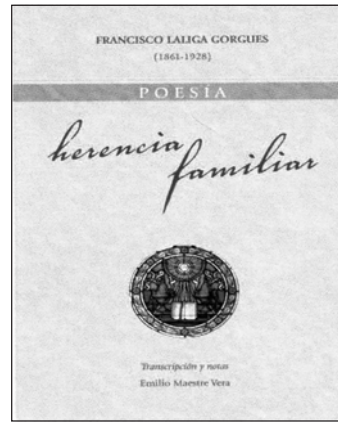 FRANCISCO LALIGA GORGUES
(1861-1928)
POESÍA
herencia
familiar
Transcripción y notas
Emilio Maestre Vera